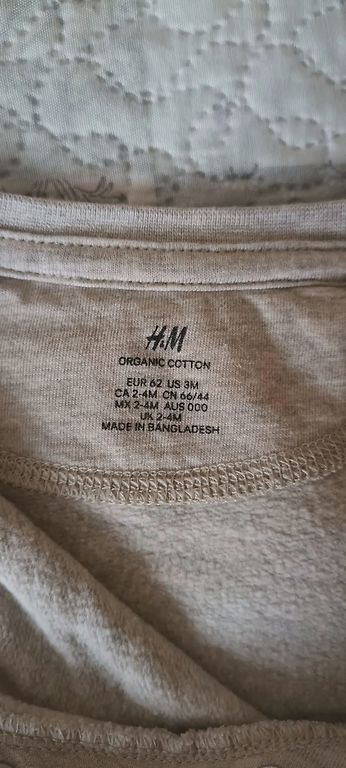 H&M
ORGANIC COTTON
EUR 62 US 3M
CA 2-4M CN 66/44
MX 2-4M AUS 000
UK 2-4M
MADE IN BANGLADESH